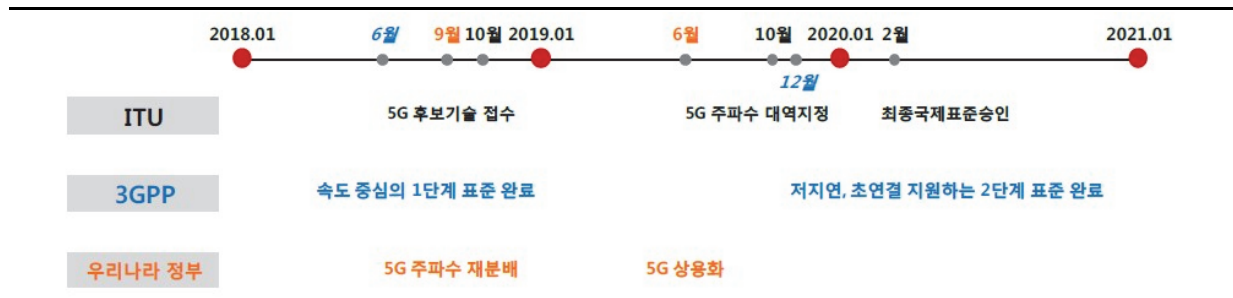 2018.01 6월 9월 10월 2019.01 6월 10월 2020.01 2월 2021.01
12월
ITU 5G 후보기술 접수 5G 주파수 대역지정 최종국제표준승인
3GPP 속도 중심의 1단계 표준 완료 저지연, 초연결 지원하는 2단계 표준 완료
우리나라 정부 5G 주파수 재분배 5G 상용화